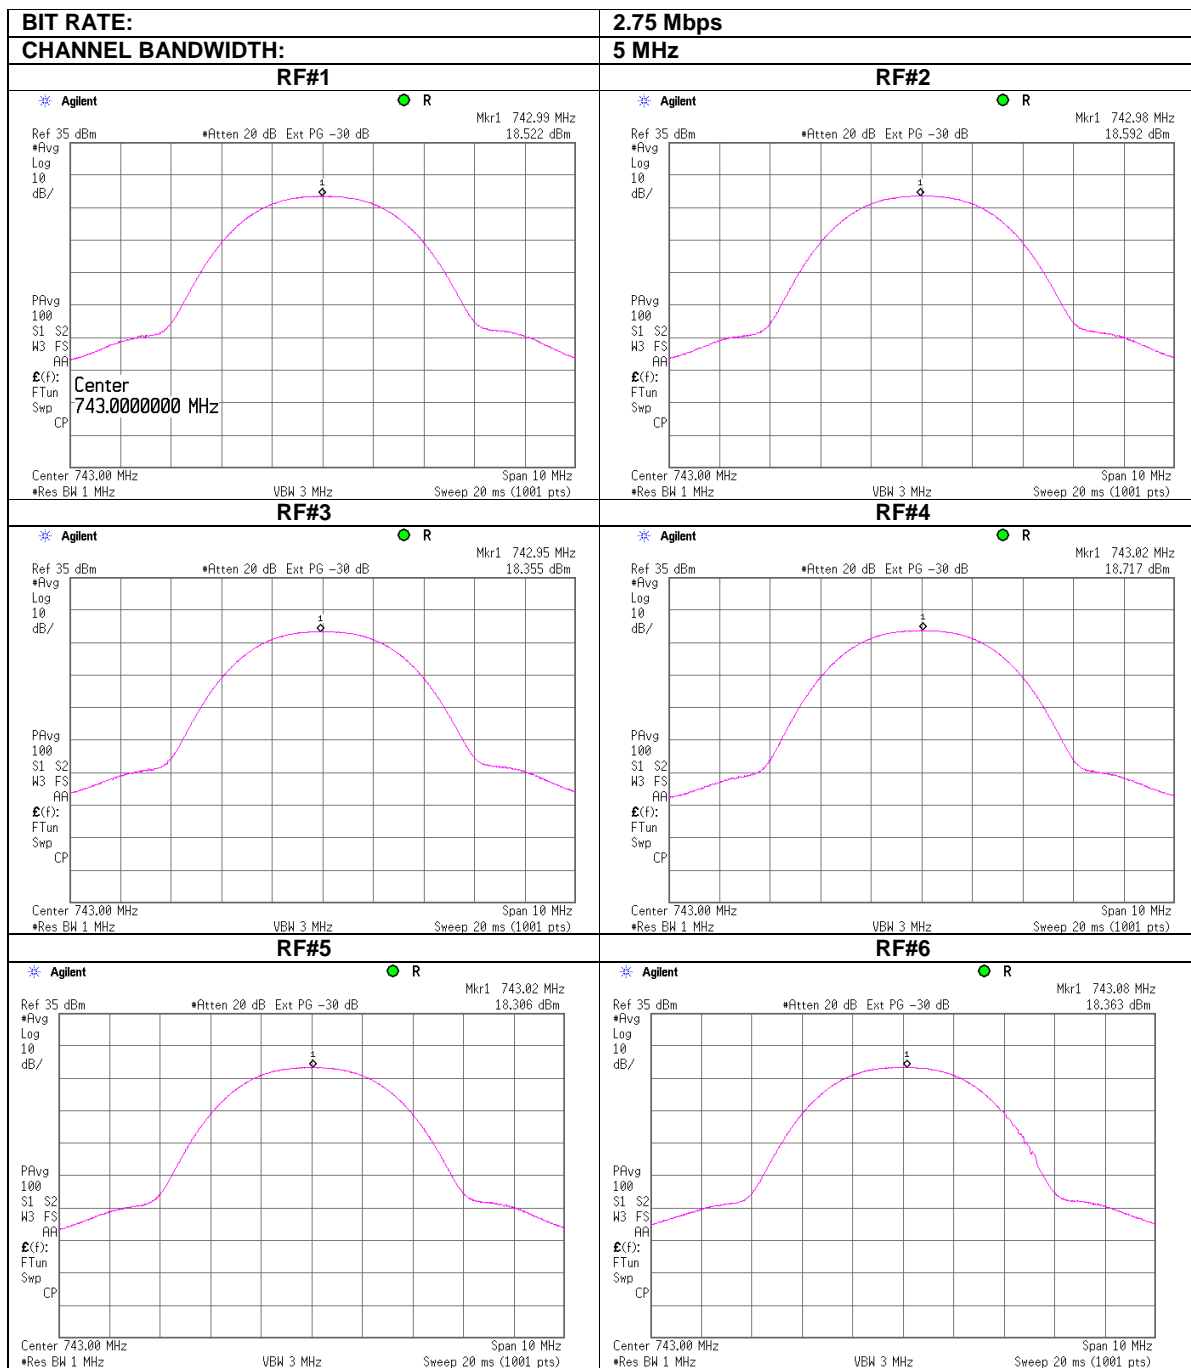 BIT RATE: 2.75 Mbps
CHANNEL BANDWIDTH: 5 MHz
RF#1 RF#2
Agilent R
Mkr1 742.99 MHz
Ref 35 dBm #Atten 20 dB Ext PG -30 dB 18.522 dBm
#Avg
Log
10
dB/
1
PAvg
100
S1 S2
W3 FS
AA
£(f):
FTun
Swp
CP
Center
743.0000000 MHz
Center 743.00 MHz Span 10 MHz
#Res BW 1 MHz VBW 3 MHz Sweep 20 ms (1001 pts)
Agilent R
Mkr1 742.98 MHz
Ref 35 dBm #Atten 20 dB Ext PG -30 dB 18.592 dBm
#Avg
Log
10
dB/
1
PAvg
100
S1 S2
W3 FS
AA
£(f):
FTun
Swp
CP
Center 743.00 MHz Span 10 MHz
#Res BW 1 MHz VBW 3 MHz Sweep 20 ms (1001 pts)
RF#3 RF#4
Agilent R
Mkr1 742.95 MHz
Ref 35 dBm #Atten 20 dB Ext PG -30 dB 18.355 dBm
#Avg
Log
10
dB/
1
PAvg
100
S1 S2
W3 FS
AA
£(f):
FTun
Swp
CP
Center 743.00 MHz Span 10 MHz
#Res BW 1 MHz VBW 3 MHz Sweep 20 ms (1001 pts)
Agilent R
Mkr1 743.02 MHz
Ref 35 dBm #Atten 20 dB Ext PG -30 dB 18.717 dBm
#Avg
Log
10
dB/
1
PAvg
100
S1 S2
W3 FS
AA
£(f):
FTun
Swp
CP
Center 743.00 MHz Span 10 MHz
#Res BW 1 MHz VBW 3 MHz Sweep 20 ms (1001 pts)
RF#5 RF#6
Agilent R
Mkr1 743.02 MHz
Ref 35 dBm #Atten 20 dB Ext PG -30 dB 18.306 dBm
#Avg
Log
10
dB/
1
PAvg
100
S1 S2
W3 FS
AA
£(f):
FTun
Swp
CP
Center 743.00 MHz Span 10 MHz
#Res BW 1 MHz VBW 3 MHz Sweep 20 ms (1001 pts)
Agilent R
Mkr1 743.08 MHz
Ref 35 dBm #Atten 20 dB Ext PG -30 dB 18.363 dBm
#Avg
Log
10
dB/
1
PAvg
100
S1 S2
W3 FS
AA
£(f):
FTun
Swp
CP
Center 743.00 MHz Span 10 MHz
#Res BW 1 MHz VBW 3 MHz Sweep 20 ms (1001 pts)